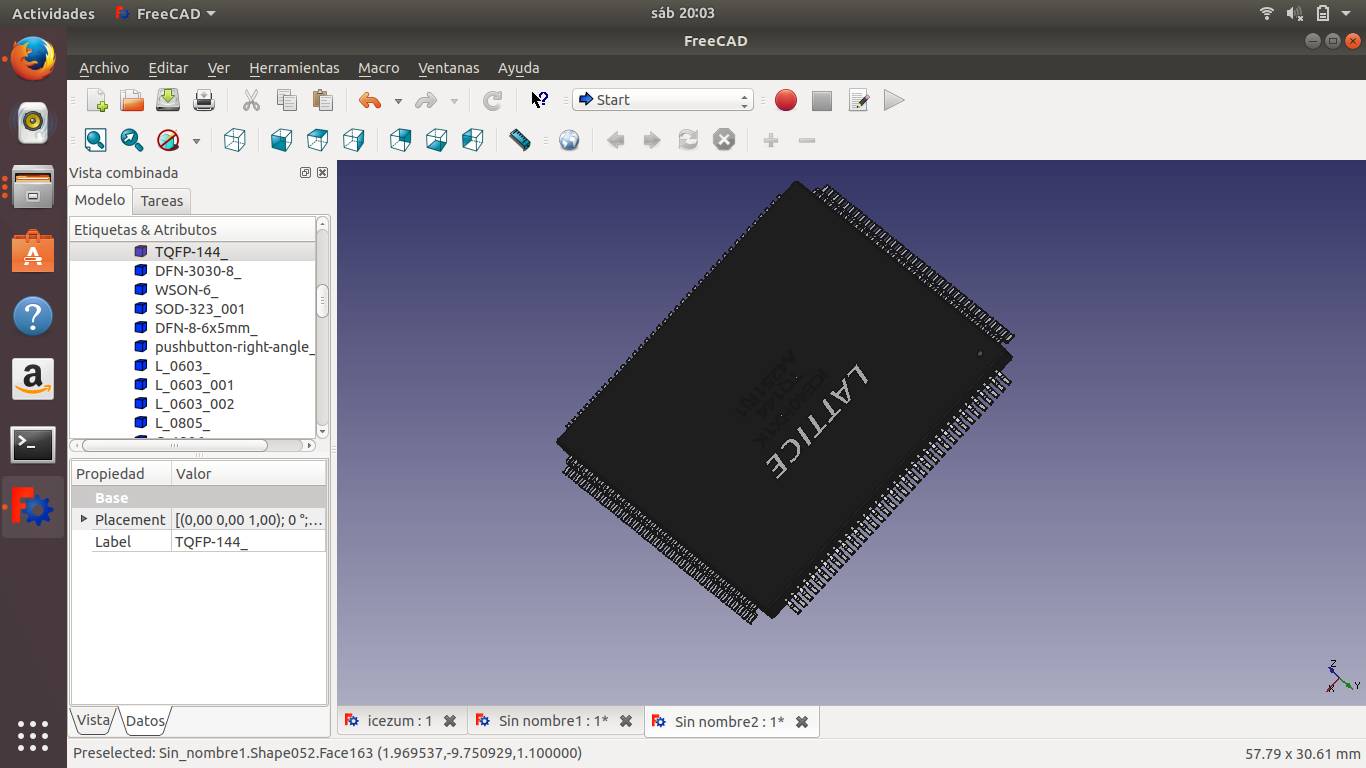 Actividades FreeCAD sáb 20:03
FreeCAD
Archivo Editar Ver Herramientas Macro Ventanas Ayuda
Start
Vista combinada
Modelo Tareas
Etiquetas & Atributos
TQFP-144_
DFN-3030-8_
WSON-6_
SOD-323_001
DFN-8-6x5mm_
pushbutton-right-angle_
L_0603_
L_0603_001
L_0603_002
L_0805_
Propiedad Valor
Base
Placement [(0,00 0,00 1,00); 0 °;...
Label TQFP-144_
Vista Datos
LATTICE
Z
Y
X
icezum : 1 Sin nombre1 : 1* Sin nombre2 : 1*
Preselected: Sin_nombre1.Shape052.Face163 (1.969537,-9.750929,1.100000) 57.79 x 30.61 mm